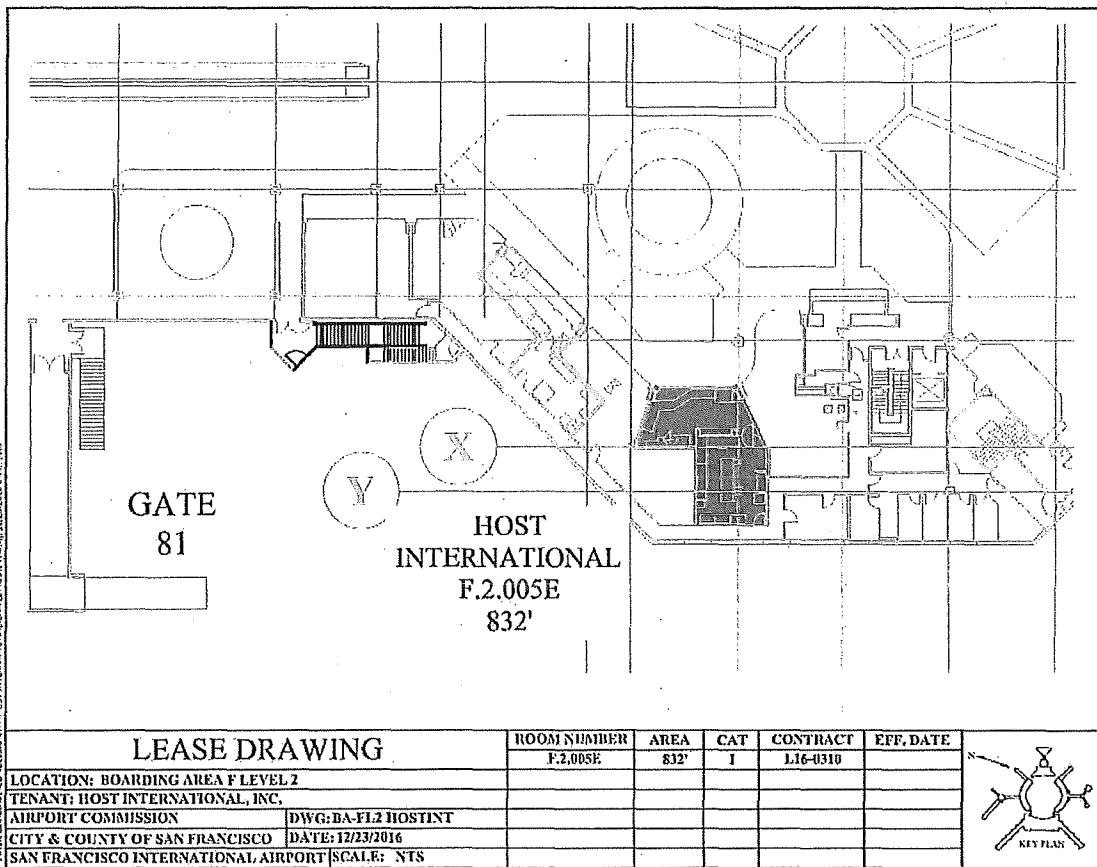 X
Y
GATE
81
HOST
INTERNATIONAL
F.2.005E
832'
LEASE DRAWING
ROOM NUMBER AREA CAT CONTRACT EFF. DATE
F.2.005E 832' I L16-0310
LOCATION: BOARDING AREA F LEVEL 2
TENANT: HOST INTERNATIONAL, INC.
AIRPORT COMMISSION DWG: BA-FL2 HOSTINT
CITY & COUNTY OF SAN FRANCISCO DATE: 12/23/2016
SAN FRANCISCO INTERNATIONAL AIRPORT SCALE: NTS
N
KEY PLAN